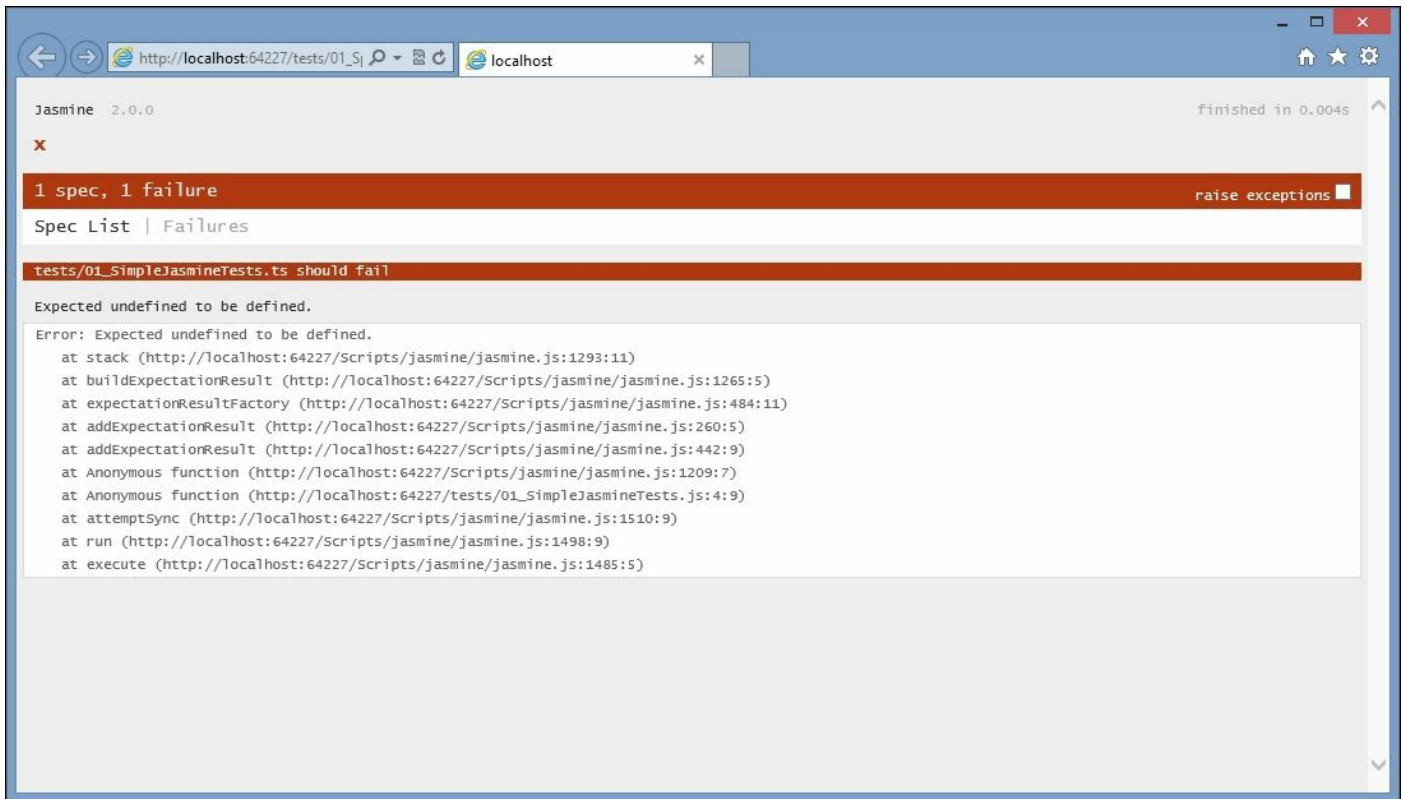 http://localhost:64227/tests/01_S
localhost
Jasmine 2.0.0 finished in 0.004s
x
1 spec, 1 failure raise exceptions
Spec List | Failures
tests/01_SimpleJasmineTests.ts should fail
Expected undefined to be defined.
Error: Expected undefined to be defined.
at stack (http://localhost:64227/Scripts/jasmine/jasmine.js:1293:11)
at buildExpectationResult (http://localhost:64227/Scripts/jasmine/jasmine.js:1265:5)
at expectationResultFactory (http://localhost:64227/Scripts/jasmine/jasmine.js:484:11)
at addExpectationResult (http://localhost:64227/Scripts/jasmine/jasmine.js:260:5)
at addExpectationResult (http://localhost:64227/Scripts/jasmine/jasmine.js:442:9)
at Anonymous function (http://localhost:64227/Scripts/jasmine/jasmine.js:1209:7)
at Anonymous function (http://localhost:64227/tests/01_SimpleJasmineTests.js:4:9)
at attemptSync (http://localhost:64227/Scripts/jasmine/jasmine.js:1510:9)
at run (http://localhost:64227/Scripts/jasmine/jasmine.js:1498:9)
at execute (http://localhost:64227/Scripts/jasmine/jasmine.js:1485:5)